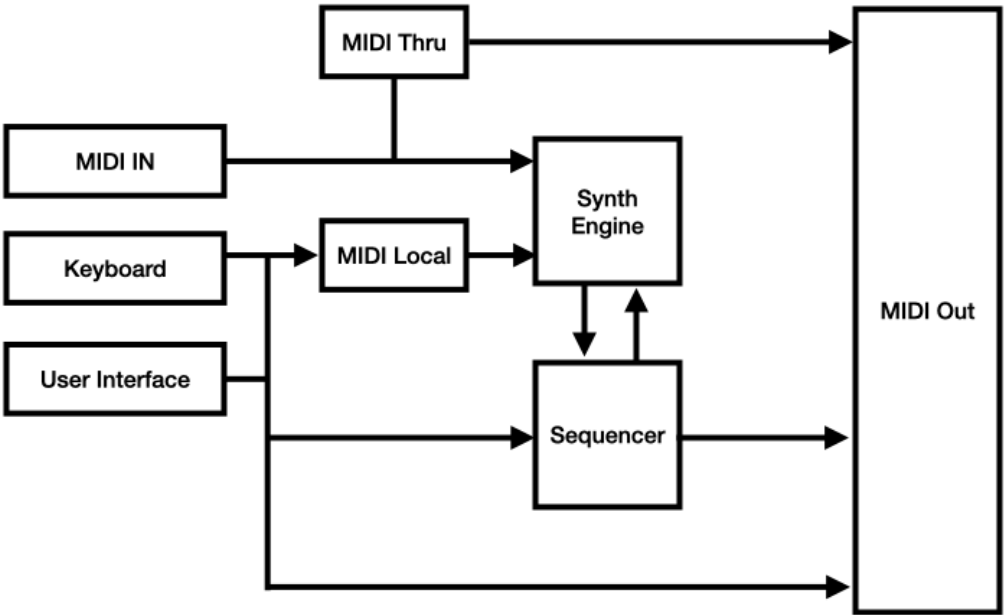 MIDI Thru
MIDI IN
Synth
Engine
Keyboard
MIDI Local
MIDI Out
User Interface
Sequencer